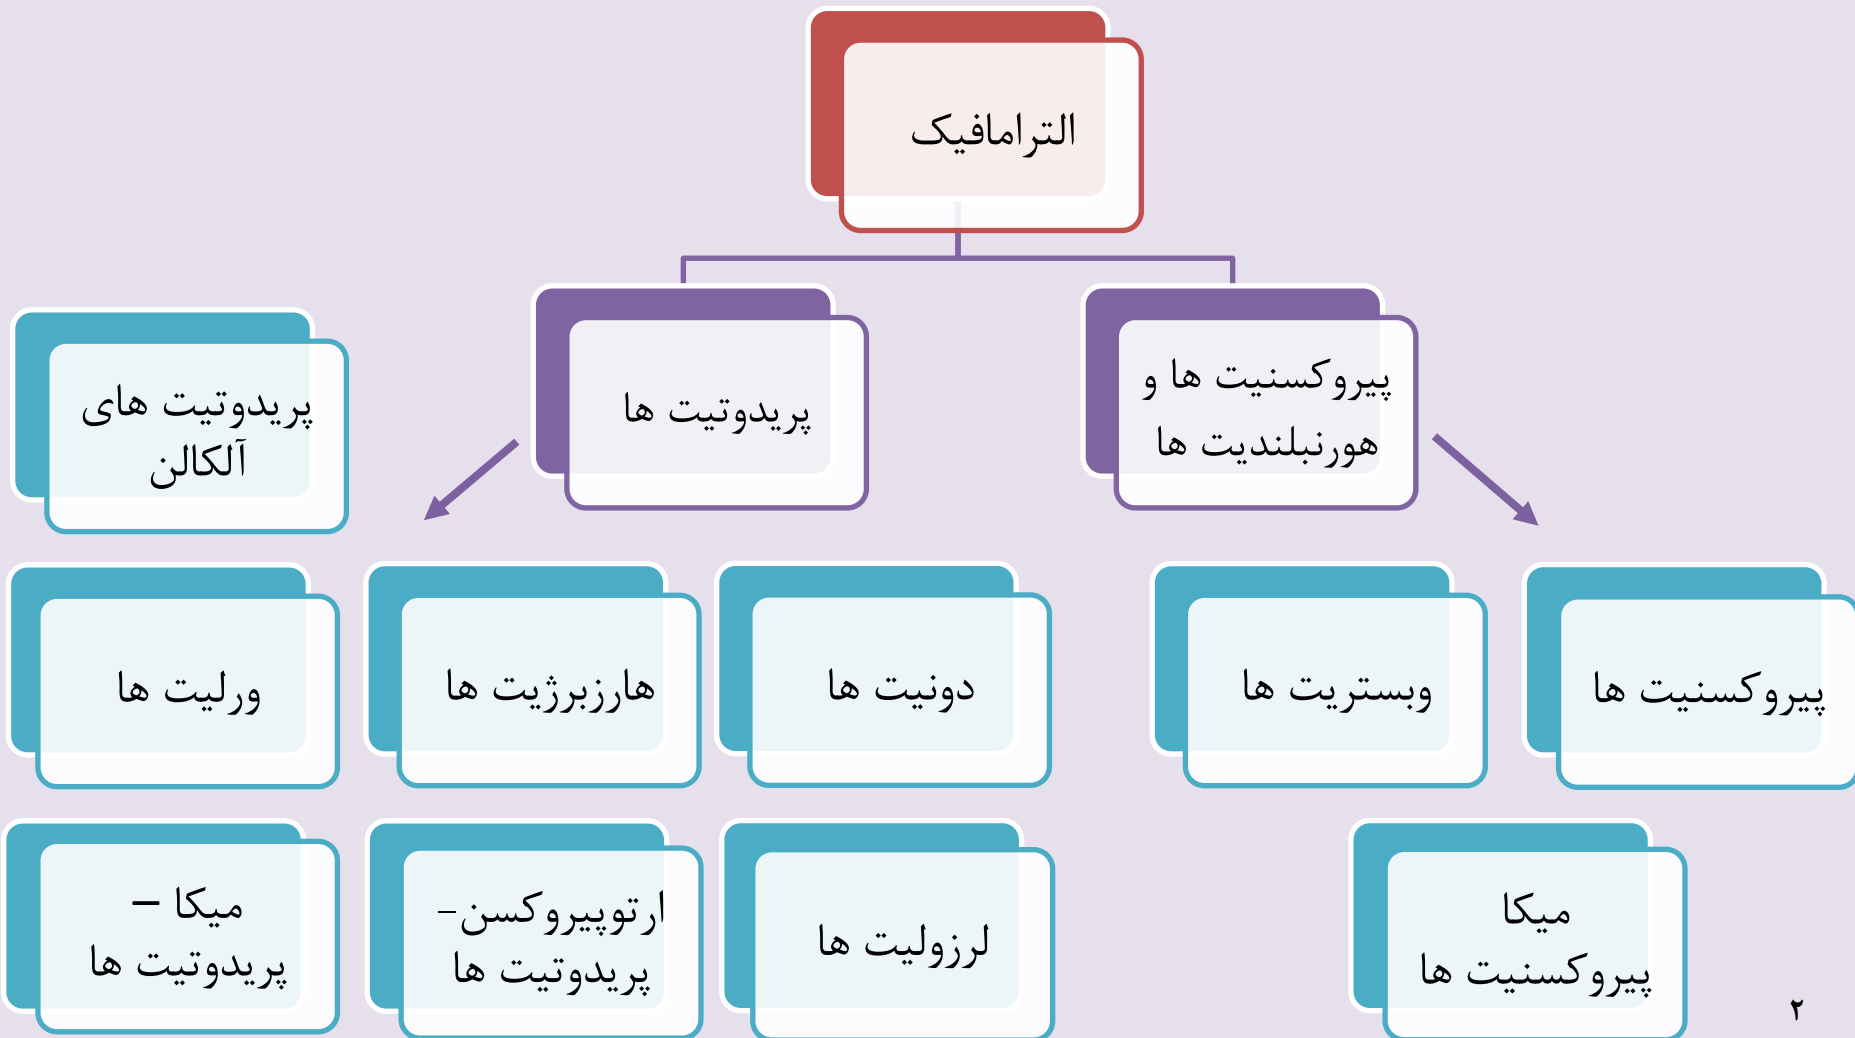 الترامافیک
پیروکسنیت ها و
هورنبلندیت ها
پریدوتیت ها
پریدوتیت های
آلکالن
پیروکسنیت ها
وبستریت ها
دونیت ها
هارزبرژیت ها
ورلیت ها
میکا
پیروکسنیت ها
لرزولیت ها
ارتوپیروکسن-
پریدوتیت ها
میکا –
پریدوتیت ها
۲